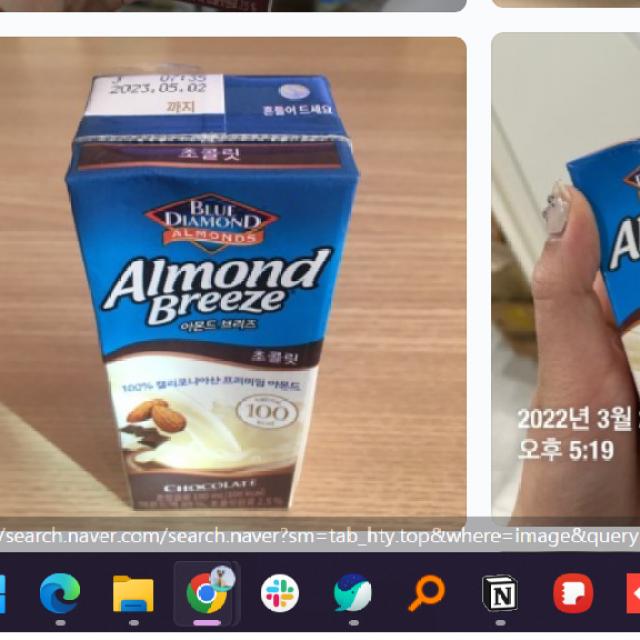 07:35
2023.05.02
까지
흔들어 드세요
초콜릿
BLUE
DIAMOND
ALMONDS
Almond
Breeze
아몬드 브리즈
초콜릿
100% 캘리포니아산 프리미엄 아몬드
100
kcal
CHOCOLATE
2022년 3월
오후 5:19
/search.naver.com/search.naver?sm=tab_hty.top&where=image&query